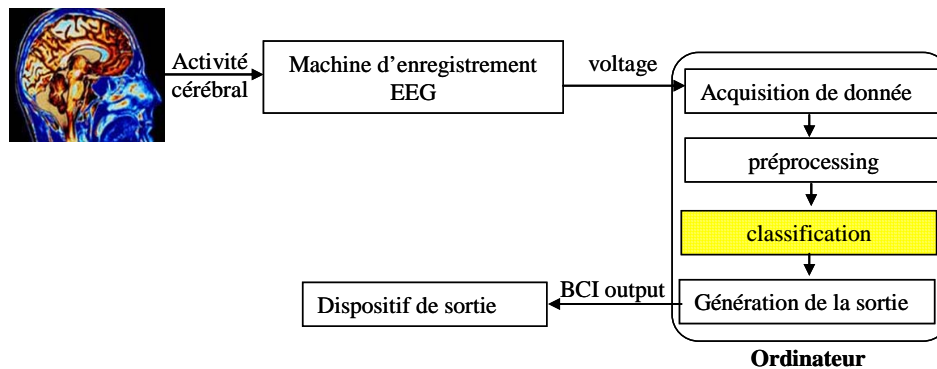 Activité
cérébral
Machine d'enregistrement
EEG
voltage
Acquisition de donnée
préprocessing
classification
Génération de la sortie
BCI output
Dispositif de sortie
Ordinateur